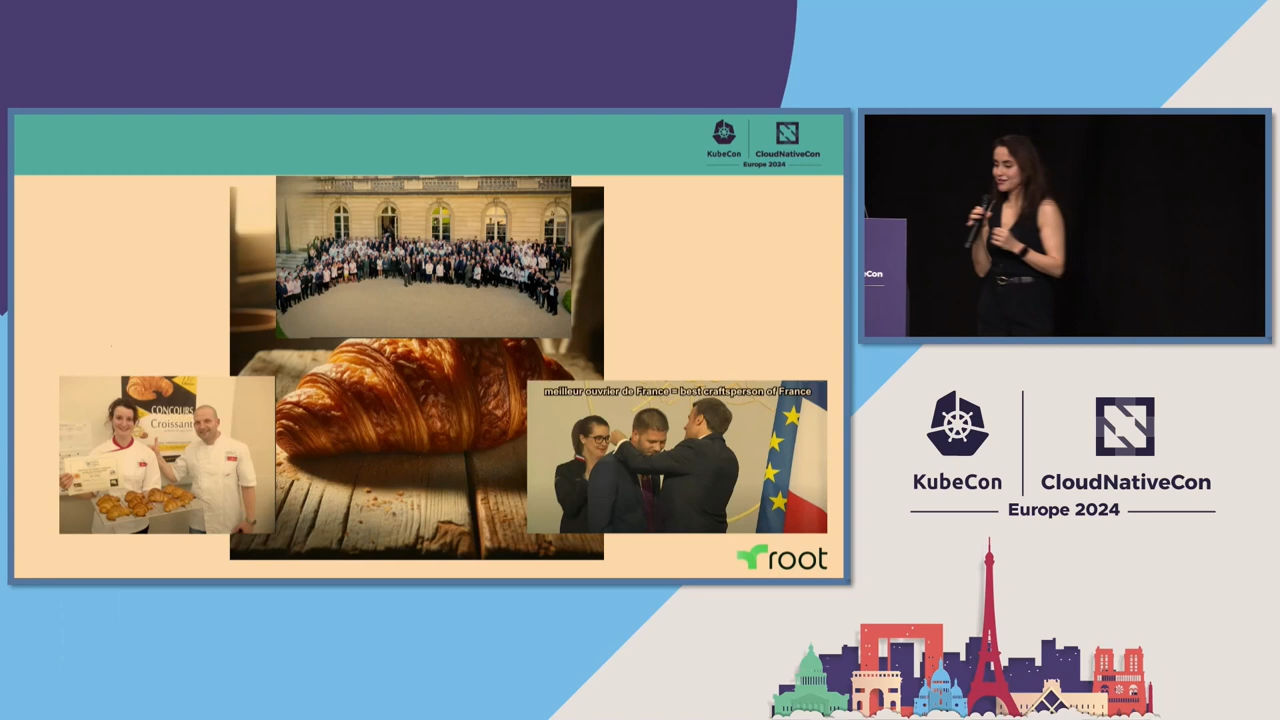 KubeCon
CloudNativeCon
Europe 2024
CONCOURS
Croissant
meilleur ouvrier de France = best craftsperson of France
root
eCon
KubeCon
CloudNativeCon
Europe 2024